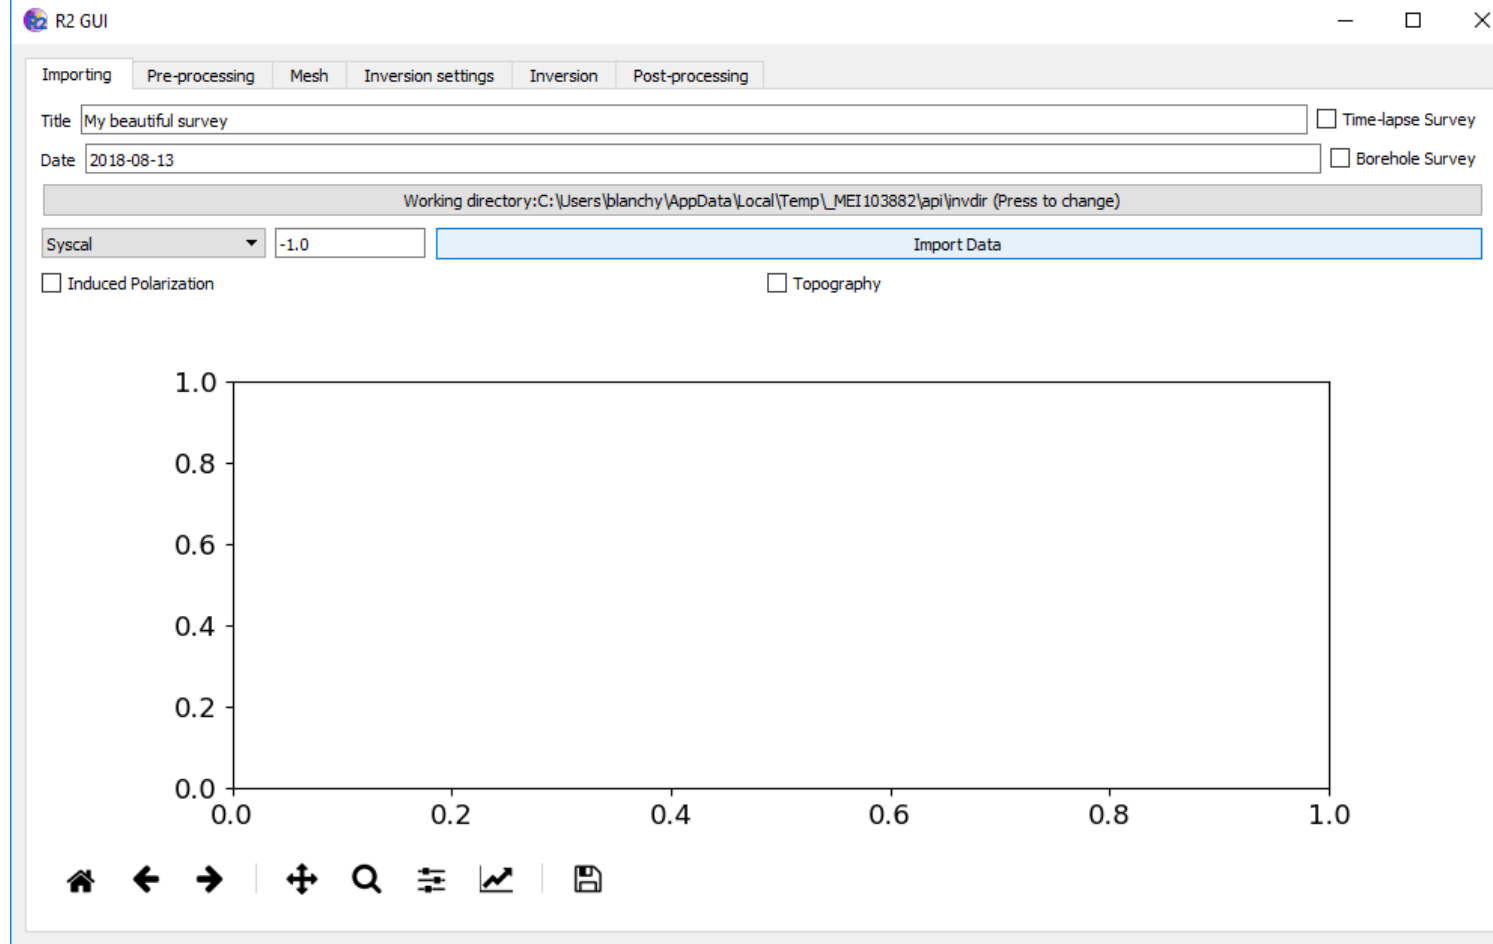 R2 R2 GUI
Importing Pre-processing Mesh Inversion settings Inversion Post-processing
Title My beautiful survey Time-lapse Survey
Date 2018-08-13 Borehole Survey
Working directory:C:\Users\blanchy\AppData\Local\Temp\_MEI103882\api\invdir (Press to change)
Syscal -1.0 Import Data
Induced Polarization Topography
1.0
0.8
0.6
0.4
0.2
0.0
0.0 0.2 0.4 0.6 0.8 1.0